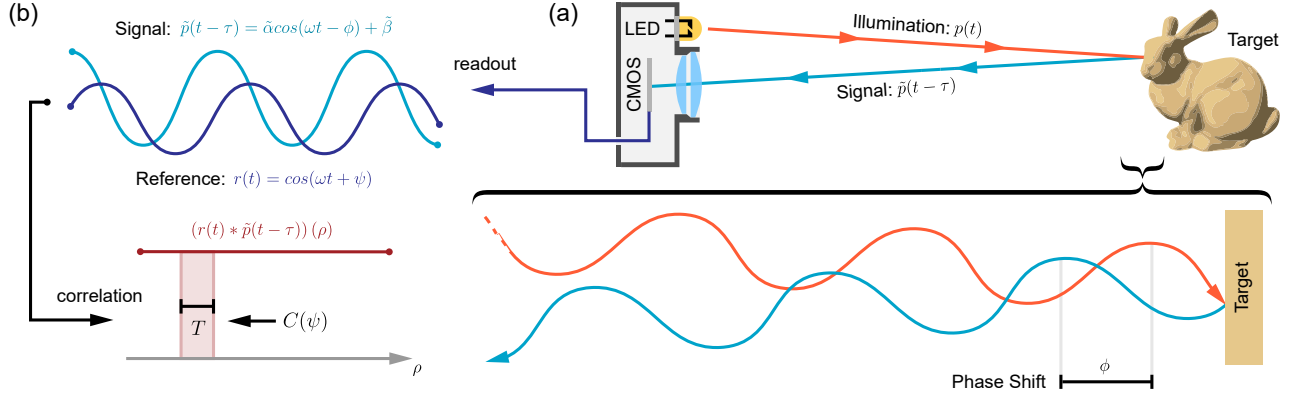 (b)
Signal: p̃(t − τ) = α̃cos(ωt − ϕ) + β̃
Reference: r(t) = cos(ωt + ψ)
(r(t) ∗ p̃(t − τ)) (ρ)
correlation
T
C(ψ)
ρ
(a)
LED
CMOS
readout
Illumination: p(t)
Signal: p̃(t − τ)
Target
Target
Phase Shift
ϕ